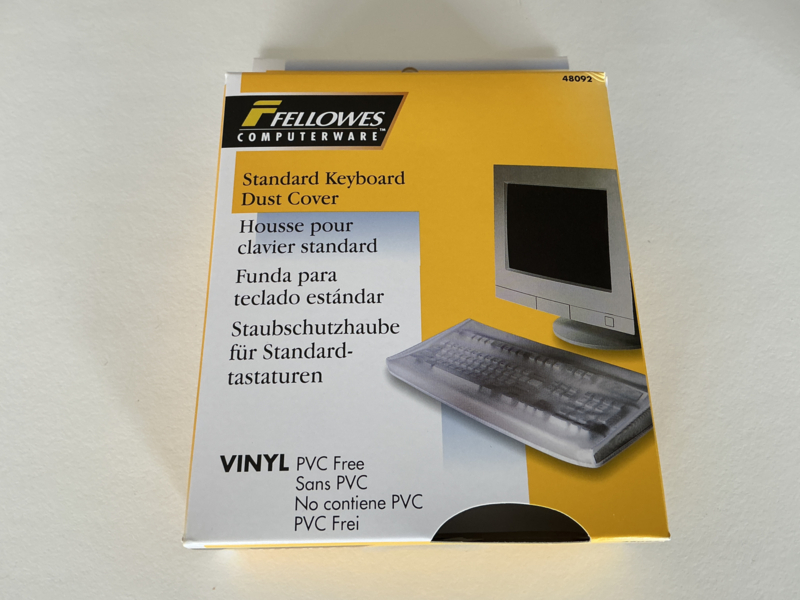 48092
FELLOWES
COMPUTERWARE™
Standard Keyboard
Dust Cover
Housse pour
clavier standard
Funda para
teclado estándar
Staubschutzhaube
für Standard-
tastaturen
VINYL PVC Free
Sans PVC
No contiene PVC
PVC Frei